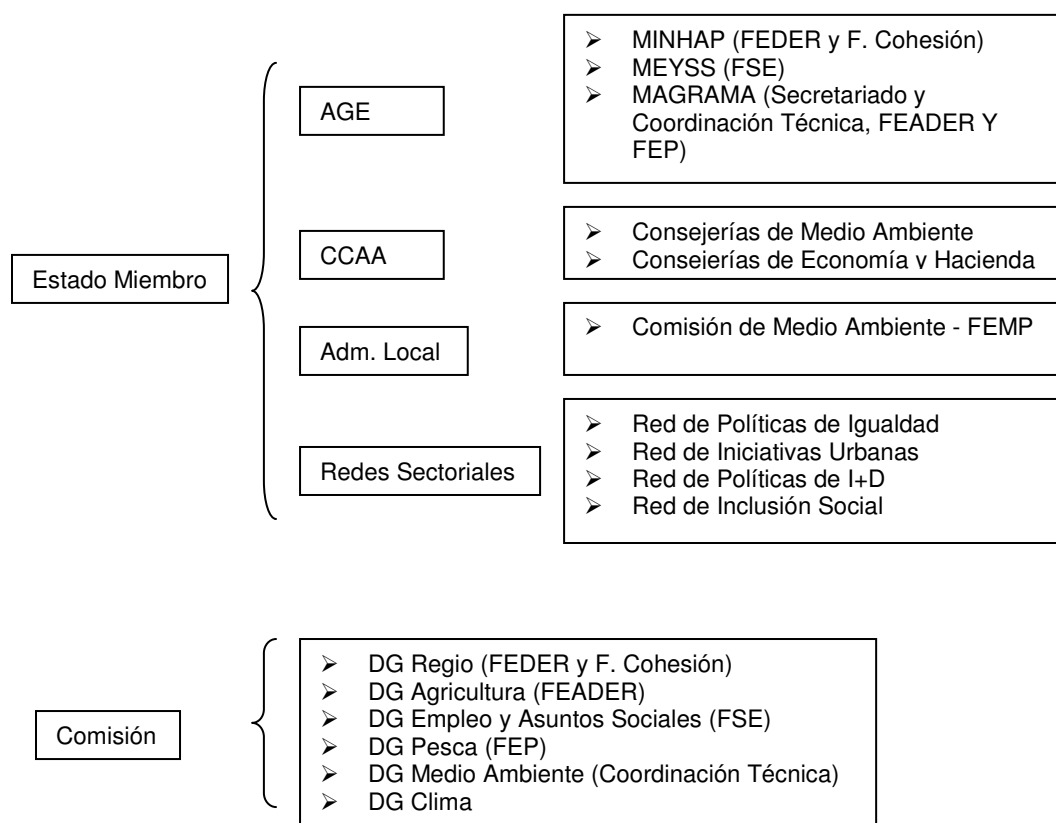 Estado Miembro
AGE
➢ MINHAP (FEDER y F. Cohesión)
➢ MEYSS (FSE)
➢ MAGRAMA (Secretariado y
Coordinación Técnica, FEADER Y
FEP)
CCAA
➢ Consejerías de Medio Ambiente
➢ Consejerías de Economía y Hacienda
Adm. Local
➢ Comisión de Medio Ambiente - FEMP
Redes Sectoriales
➢ Red de Políticas de Igualdad
➢ Red de Iniciativas Urbanas
➢ Red de Políticas de I+D
➢ Red de Inclusión Social
Comisión
➢ DG Regio (FEDER y F. Cohesión)
➢ DG Agricultura (FEADER)
➢ DG Empleo y Asuntos Sociales (FSE)
➢ DG Pesca (FEP)
➢ DG Medio Ambiente (Coordinación Técnica)
➢ DG Clima